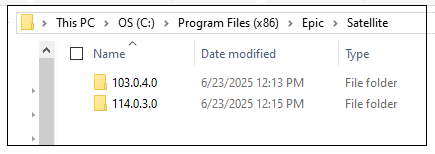 > This PC > OS (C:) > Program Files (x86) > Epic > Satellite
Name Date modified Type
103.0.4.0 6/23/2025 12:13 PM File folder
114.0.3.0 6/23/2025 12:15 PM File folder